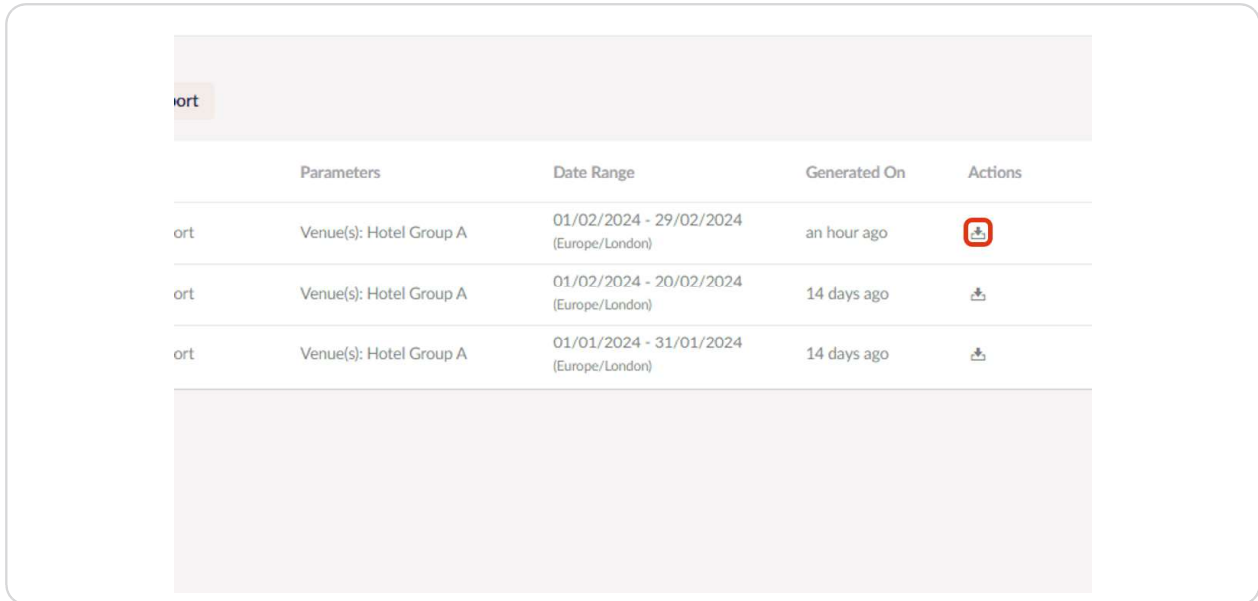 ort
Parameters Date Range Generated On Actions
ort Venue(s): Hotel Group A 01/02/2024 - 29/02/2024 an hour ago
(Europe/London)
ort Venue(s): Hotel Group A 01/02/2024 - 20/02/2024 14 days ago
(Europe/London)
ort Venue(s): Hotel Group A 01/01/2024 - 31/01/2024 14 days ago
(Europe/London)